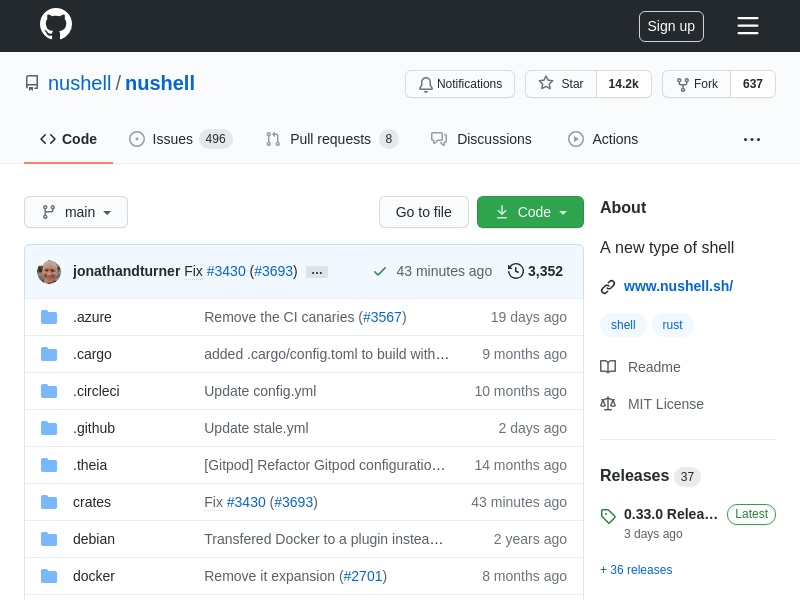 Sign up
nushell / nushell
Notifications Star 14.2k Fork 637
Code Issues 496 Pull requests 8 Discussions Actions
main Go to file Code
jonathandturner Fix #3430 (#3693) … 43 minutes ago 3,352
.azure Remove the CI canaries (#3567) 19 days ago
.cargo added .cargo/config.toml to build with… 9 months ago
.circleci Update config.yml 10 months ago
.github Update stale.yml 2 days ago
.theia [Gitpod] Refactor Gitpod configuratio… 14 months ago
crates Fix #3430 (#3693) 43 minutes ago
debian Transfered Docker to a plugin instea… 2 years ago
docker Remove it expansion (#2701) 8 months ago
About
A new type of shell
www.nushell.sh/
shell rust
Readme
MIT License
Releases 37
0.33.0 Relea… Latest
3 days ago
+ 36 releases